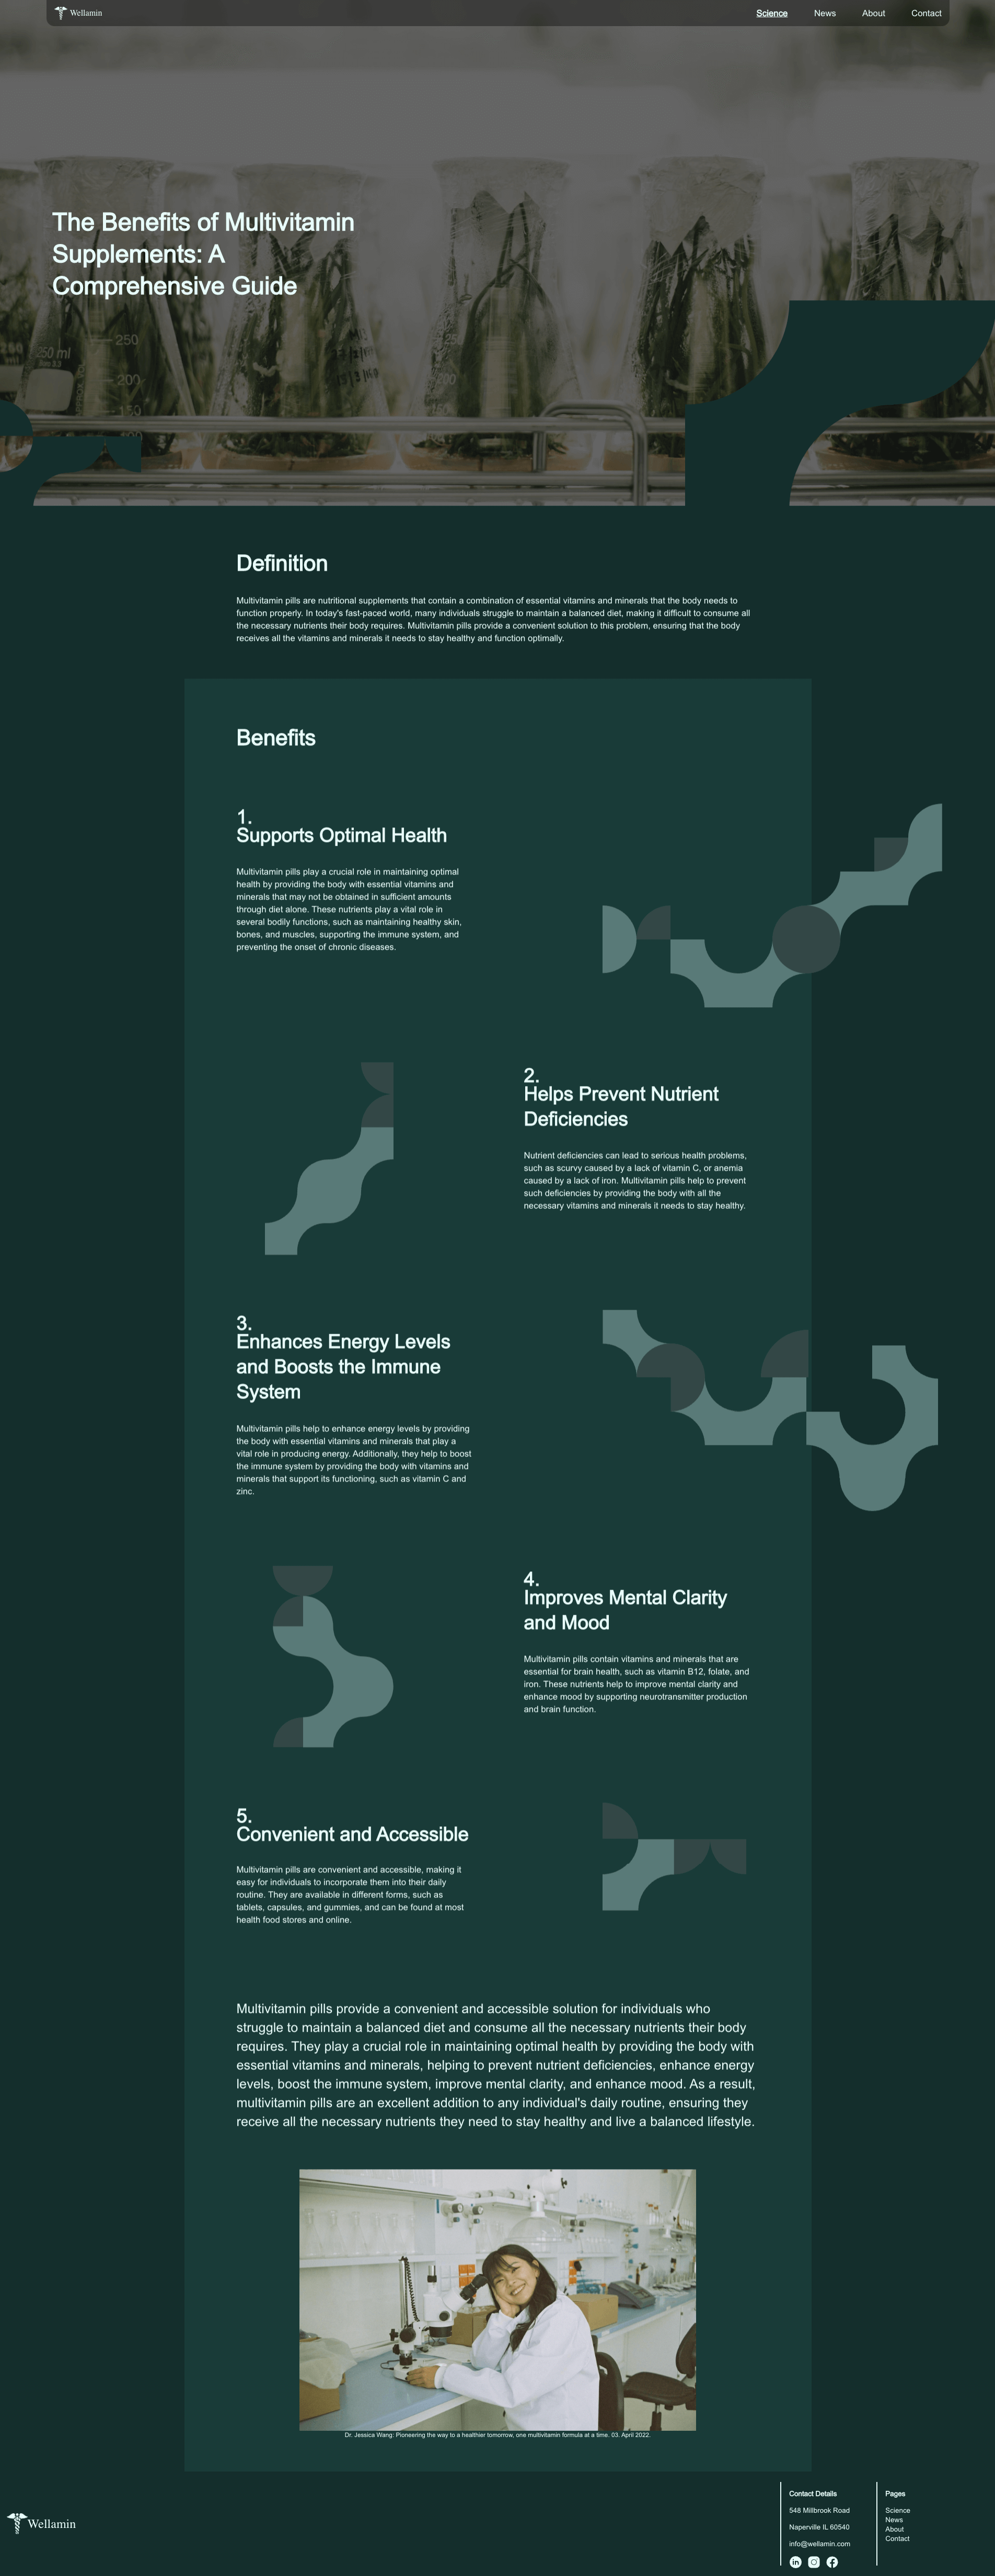 Wellamin
Science News About Contact
The Benefits of Multivitamin
Supplements: A
Comprehensive Guide
250
250 ml
200
Definition
Multivitamin pills are nutritional supplements that contain a combination of essential vitamins and minerals that the body needs to
function properly. In today's fast-paced world, many individuals struggle to maintain a balanced diet, making it difficult to consume all
the necessary nutrients their body requires. Multivitamin pills provide a convenient solution to this problem, ensuring that the body
receives all the vitamins and minerals it needs to stay healthy and function optimally.
Benefits
1.
Supports Optimal Health
Multivitamin pills play a crucial role in maintaining optimal
health by providing the body with essential vitamins and
minerals that may not be obtained in sufficient amounts
through diet alone. These nutrients play a vital role in
several bodily functions, such as maintaining healthy skin,
bones, and muscles, supporting the immune system, and
preventing the onset of chronic diseases.
2.
Helps Prevent Nutrient
Deficiencies
Nutrient deficiencies can lead to serious health problems,
such as scurvy caused by a lack of vitamin C, or anemia
caused by a lack of iron. Multivitamin pills help to prevent
such deficiencies by providing the body with all the
necessary vitamins and minerals it needs to stay healthy.
3.
Enhances Energy Levels
and Boosts the Immune
System
Multivitamin pills help to enhance energy levels by providing
the body with essential vitamins and minerals that play a
vital role in producing energy. Additionally, they help to boost
the immune system by providing the body with vitamins and
minerals that support its functioning, such as vitamin C and
zinc.
4.
Improves Mental Clarity
and Mood
Multivitamin pills contain vitamins and minerals that are
essential for brain health, such as vitamin B12, folate, and
iron. These nutrients help to improve mental clarity and
enhance mood by supporting neurotransmitter production
and brain function.
5.
Convenient and Accessible
Multivitamin pills are convenient and accessible, making it
easy for individuals to incorporate them into their daily
routine. They are available in different forms, such as
tablets, capsules, and gummies, and can be found at most
health food stores and online.
Multivitamin pills provide a convenient and accessible solution for individuals who
struggle to maintain a balanced diet and consume all the necessary nutrients their body
requires. They play a crucial role in maintaining optimal health by providing the body with
essential vitamins and minerals, helping to prevent nutrient deficiencies, enhance energy
levels, boost the immune system, improve mental clarity, and enhance mood. As a result,
multivitamin pills are an excellent addition to any individual's daily routine, ensuring they
receive all the necessary nutrients they need to stay healthy and live a balanced lifestyle.
Dr. Jessica Wang: Pioneering the way to a healthier tomorrow, one multivitamin formula at a time. 03. April 2022.
Wellamin
Contact Details
548 Millbrook Road
Naperville IL 60540
info@wellamin.com
Pages
Science
News
About
Contact